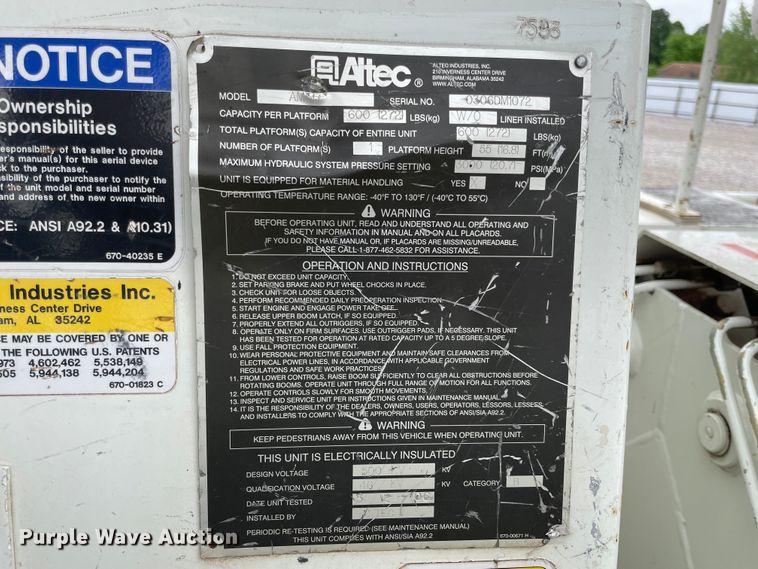 7593
NOTICE
Ownership
sponsibilities
sponsibility of the seller to provide
er's manual(s) for this aerial device
ck to the purchaser.
sibility of the purchaser to notify the
of the unit model and serial number
and address of the new owner within
CE: ANSI A92.2 & A10.31)
670-40235 E
Industries Inc.
ness Center Drive
am, AL 35242
CE MAY BE COVERED BY ONE OR
THE FOLLOWING U.S. PATENTS
973 4,602,462 5,538,149
505 5,944,138 5,944,204
670-01823 C
Altec
ALTEC INDUSTRIES, INC.
210 INVERNESS CENTER DRIVE
BIRMINGHAM, ALABAMA 35242
WWW.ALTEC.COM
MODEL SERIAL NO. 0306DM1072
CAPACITY PER PLATFORM 600 (272) LBS(kg) W/O LINER INSTALLED
TOTAL PLATFORM(S) CAPACITY OF ENTIRE UNIT 600 (272) LBS(kg)
NUMBER OF PLATFORM(S) 1 PLATFORM HEIGHT 55 (16.8) FT(m)
MAXIMUM HYDRAULIC SYSTEM PRESSURE SETTING 3000 (20.7) PSI(MPa)
UNIT IS EQUIPPED FOR MATERIAL HANDLING YES NO
OPERATING TEMPERATURE RANGE: -40°F TO 130°F / (-40°C TO 55°C)
WARNING
BEFORE OPERATING UNIT, READ AND UNDERSTAND ALL OPERATING AND
SAFETY INFORMATION IN MANUAL AND ON ALL PLACARDS.
IF YOU DO NOT HAVE MANUAL OR, IF PLACARDS ARE MISSING/UNREADABLE,
PLEASE CALL 1-877-462-5832 FOR ASSISTANCE.
OPERATION AND INSTRUCTIONS
1. DO NOT EXCEED UNIT CAPACITY.
2. SET PARKING BRAKE AND PUT WHEEL CHOCKS IN PLACE.
3. CHECK UNIT FOR LOOSE OBJECTS.
4. PERFORM RECOMMENDED DAILY PREOPERATION INSPECTION.
5. START ENGINE AND ENGAGE POWER TAKE OFF.
6. RELEASE UPPER BOOM LATCH, IF SO EQUIPPED.
7. PROPERLY EXTEND ALL OUTRIGGERS, IF SO EQUIPPED.
8. OPERATE ONLY ON FIRM SURFACES. USE OUTRIGGER PADS, IF NECESSARY. THIS UNIT
HAS BEEN TESTED FOR OPERATION AT RATED CAPACITY UP TO A 5 DEGREE SLOPE.
9. USE FALL PROTECTION EQUIPMENT.
10. WEAR PERSONAL PROTECTIVE EQUIPMENT AND MAINTAIN SAFE CLEARANCES FROM
ELECTRICAL POWER LINES, IN ACCORDANCE WITH APPLICABLE GOVERNMENT
REGULATIONS AND SAFE WORK PRACTICES.
11. FROM LOWER CONTROLS, RAISE BOOM SUFFICIENTLY TO CLEAR ALL OBSTRUCTIONS BEFORE
ROTATING BOOMS. OPERATE UNIT THROUGH FULL RANGE OF MOTION FOR ALL FUNCTIONS.
12. OPERATE CONTROLS SLOWLY FOR SMOOTH MOVEMENTS.
13. INSPECT AND SERVICE UNIT PER INSTRUCTIONS GIVEN IN MAINTENANCE MANUAL.
14. IT IS THE RESPONSIBILITY OF THE DEALERS, OWNERS, USERS, OPERATORS, LESSORS, LESSEES,
AND INSTALLERS TO COMPLY WITH THE APPROPRIATE SECTIONS OF ANSI/SIA A92.2.
WARNING
KEEP PEDESTRIANS AWAY FROM THIS VEHICLE WHEN OPERATING UNIT.
THIS UNIT IS ELECTRICALLY INSULATED
DESIGN VOLTAGE KV
QUALIFICATION VOLTAGE 46 KV CATEGORY
DATE UNIT TESTED
INSTALLED BY
PERIODIC RE-TESTING IS REQUIRED (SEE MAINTENANCE MANUAL)
THIS UNIT COMPLIES WITH ANSI/SIA A92.2 670-00671 H
Purple Wave Auction
PurpleWave.com